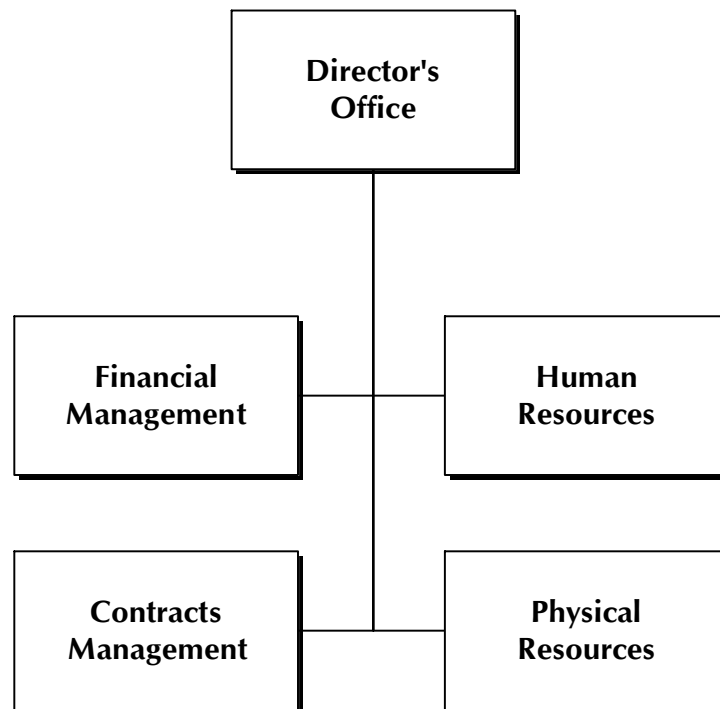 Director's
Office
Financial
Management
Human
Resources
Contracts
Management
Physical
Resources